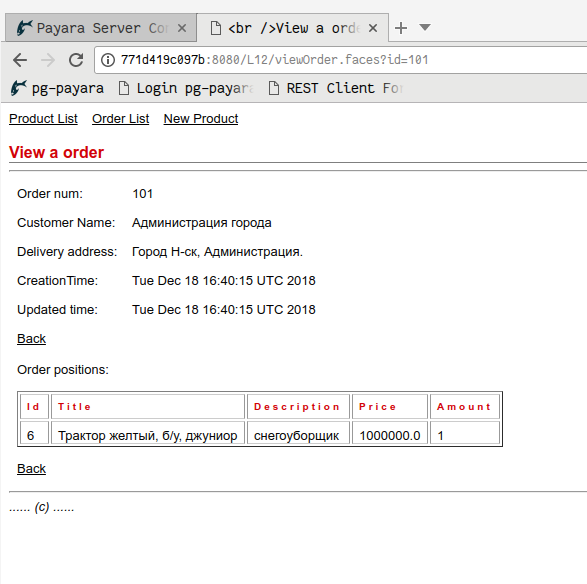 Payara Server Co
<br />View a ord
771d419c097b:8080/L12/viewOrder.faces?id=101
pg-payara Login pg-payara REST Client Fo
Product List Order List New Product
View a order
Order num: 101
Customer Name: Администрация города
Delivery address: Город Н-ск, Администрация.
CreationTime: Tue Dec 18 16:40:15 UTC 2018
Updated time: Tue Dec 18 16:40:15 UTC 2018
Back
Order positions:
Id Title Description Price Amount
6 Трактор желтый, б/у, джуниор снегоуборщик 1000000.0 1
Back
...... (c) ......